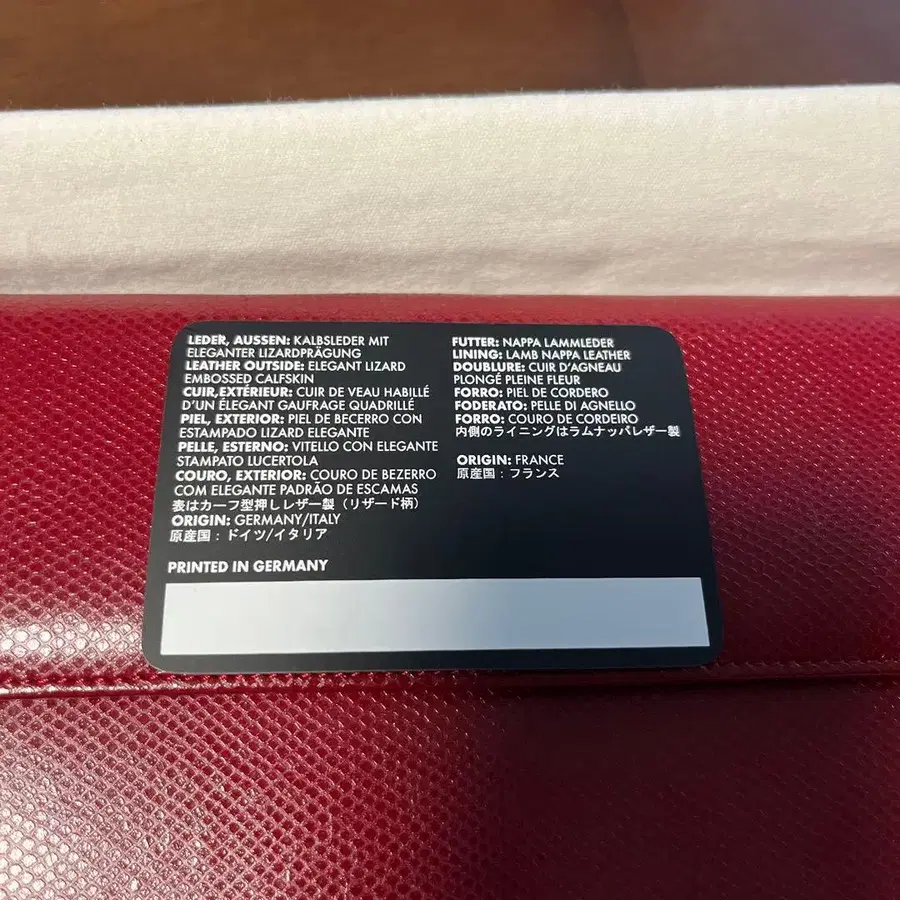 LEDER, AUSSEN: KALBSLEDER MIT
ELEGANTER LIZARDPRÄGUNG
LEATHER OUTSIDE: ELEGANT LIZARD
EMBOSSED CALFSKIN
CUIR,EXTÉRIEUR: CUIR DE VEAU HABILLÉ
D'UN ÉLEGANT GAUFRAGE QUADRILLÉ
PIEL, EXTERIOR: PIEL DE BECERRO CON
ESTAMPADO LIZARD ELEGANTE
PELLE, ESTERNO: VITELLO CON ELEGANTE
STAMPATO LUCERTOLA
COURO, EXTERIOR: COURO DE BEZERRO
COM ELEGANTE PADRÃO DE ESCAMAS
表はカーフ型押しレザー製（リザード柄）
ORIGIN: GERMANY/ITALY
原産国：ドイツ/イタリア
PRINTED IN GERMANY
FUTTER: NAPPA LAMMLEDER
LINING: LAMB NAPPA LEATHER
DOUBLURE: CUIR D'AGNEAU
PLONGÉ PLEINE FLEUR
FORRO: PIEL DE CORDERO
FODERATO: PELLE DI AGNELLO
FORRO: COURO DE CORDEIRO
内側のライニングはラムナッパレザー製
ORIGIN: FRANCE
原産国：フランス